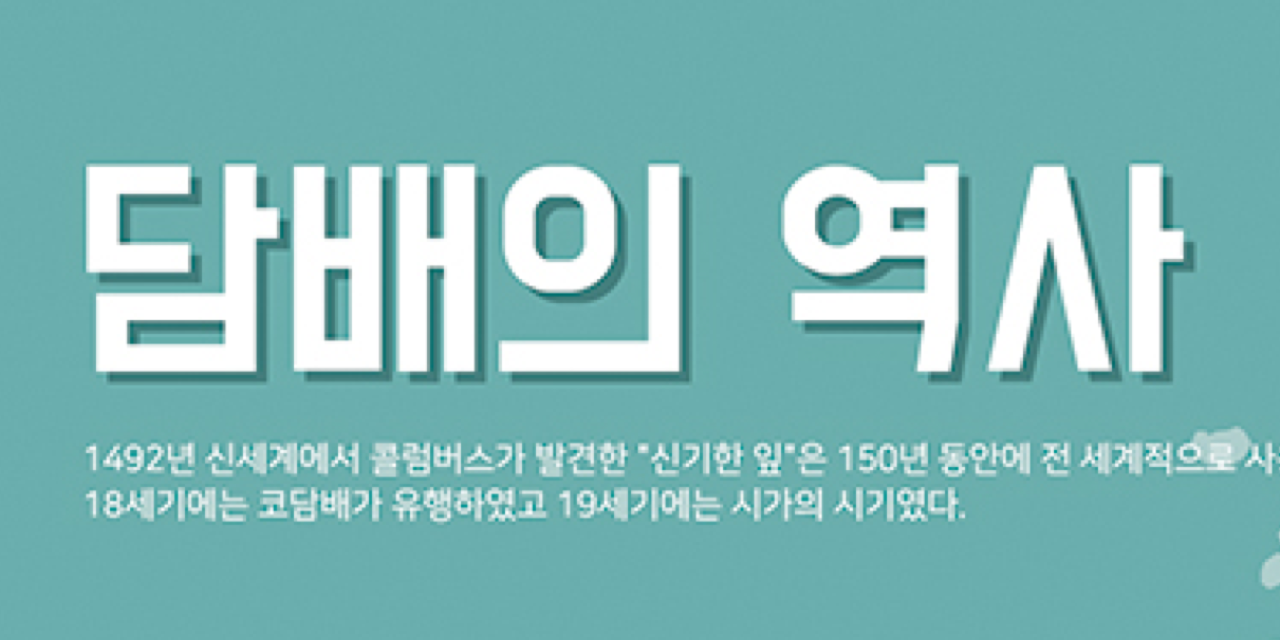 담배의 역사
1492년 신세계에서 콜럼버스가 발견한 "신기한 잎"은 150년 동안에 전 세계적으로
18세기에는 코담배가 유행하였고 19세기에는 시가의 시기였다.